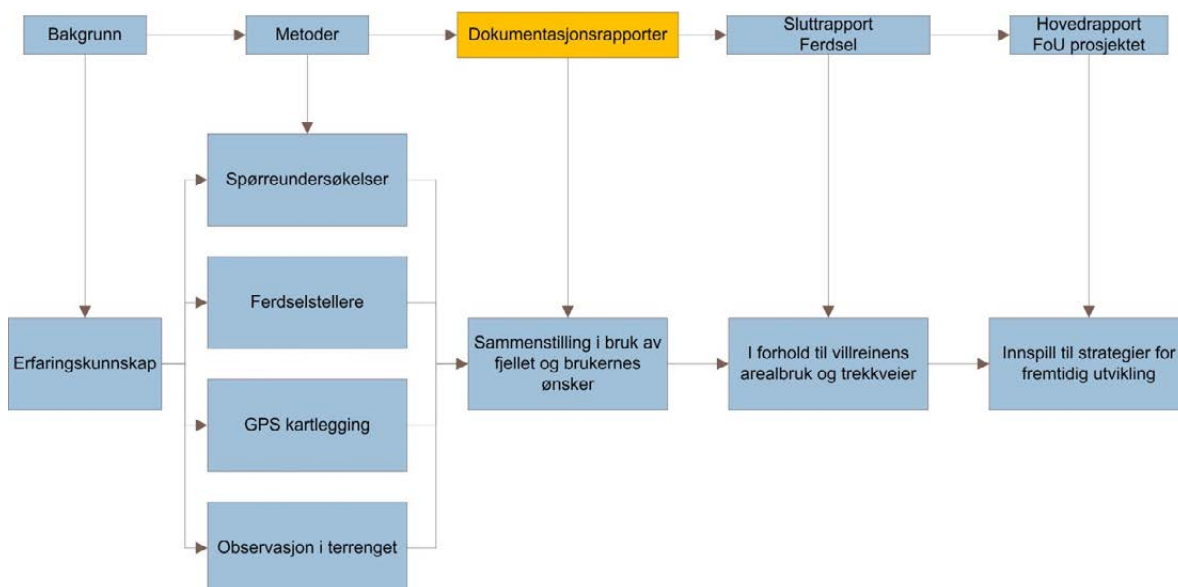 Bakgrunn
Metoder
Dokumentasjonsrapporter
Sluttrapport
Ferdsel
Hovedrapport
FoU prosjektet
Spørreundersøkelser
Ferdselstellere
Erfaringskunnskap
GPS kartlegging
Observasjon i terrenget
Sammenstilling i bruk av
fjellet og brukernes
ønsker
I forhold til villreinens
arealbruk og trekkveier
Innspill til strategier for
fremtidig utvikling